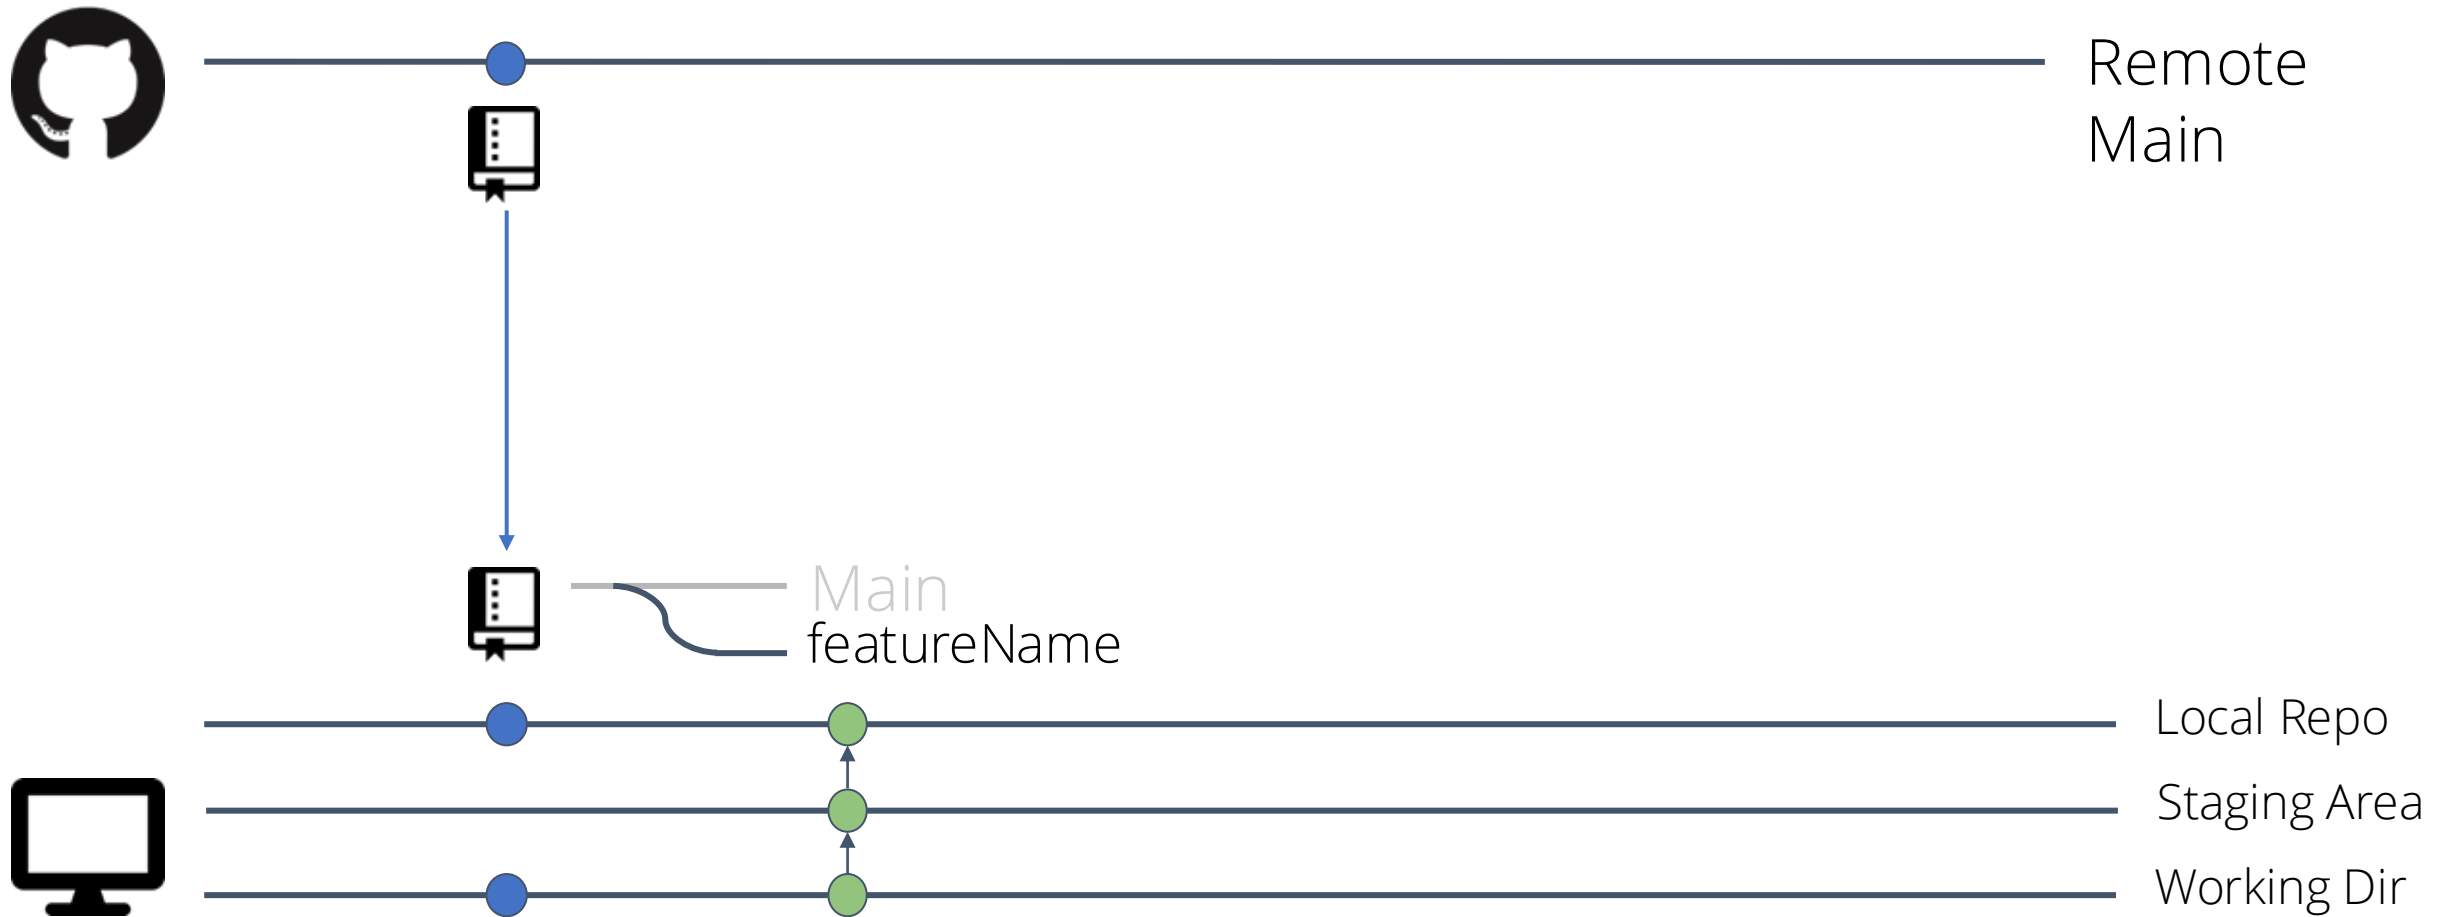 Remote
Main
Main
featureName
Local Repo
Staging Area
Working Dir